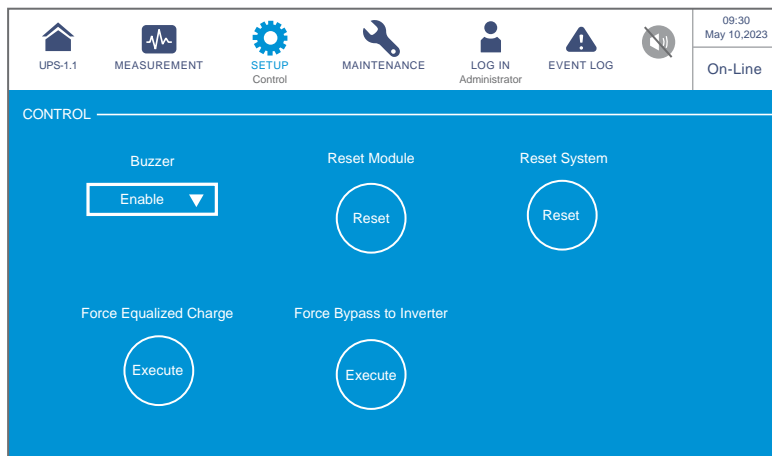 UPS-1.1
MEASUREMENT
SETUP
Control
MAINTENANCE
LOG IN
Administrator
EVENT LOG
09:30
May 10,2023
On-Line
CONTROL
Buzzer
Enable
Reset Module
Reset
Reset System
Reset
Force Equalized Charge
Execute
Force Bypass to Inverter
Execute